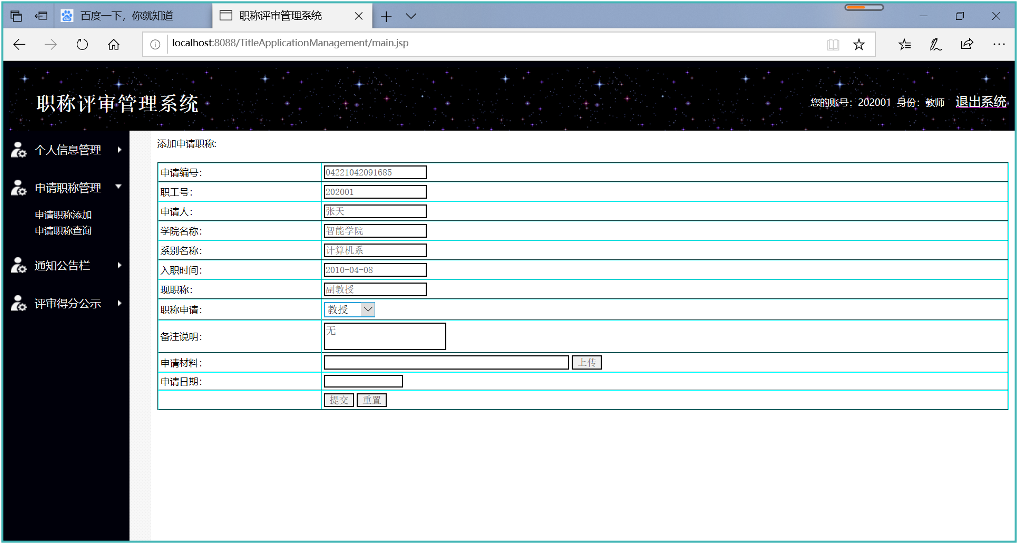 百度一下，你就知道
职称评审管理系统
localhost:8088/TitleApplicationManagement/main.jsp
职称评审管理系统
您的账号：202001 身份：教师 退出系统
个人信息管理
申请职称管理
申请职称添加
申请职称查询
通知公告栏
评审得分公示
添加申请职称:
申请编号： 04221042091685
职工号： 202001
申请人： 张天
学院名称： 智能学院
系别名称： 计算机系
入职时间： 2010-04-08
现职称： 副教授
职称申请： 教授
备注说明： 无
申请材料： 上传
申请日期：
提交 重置